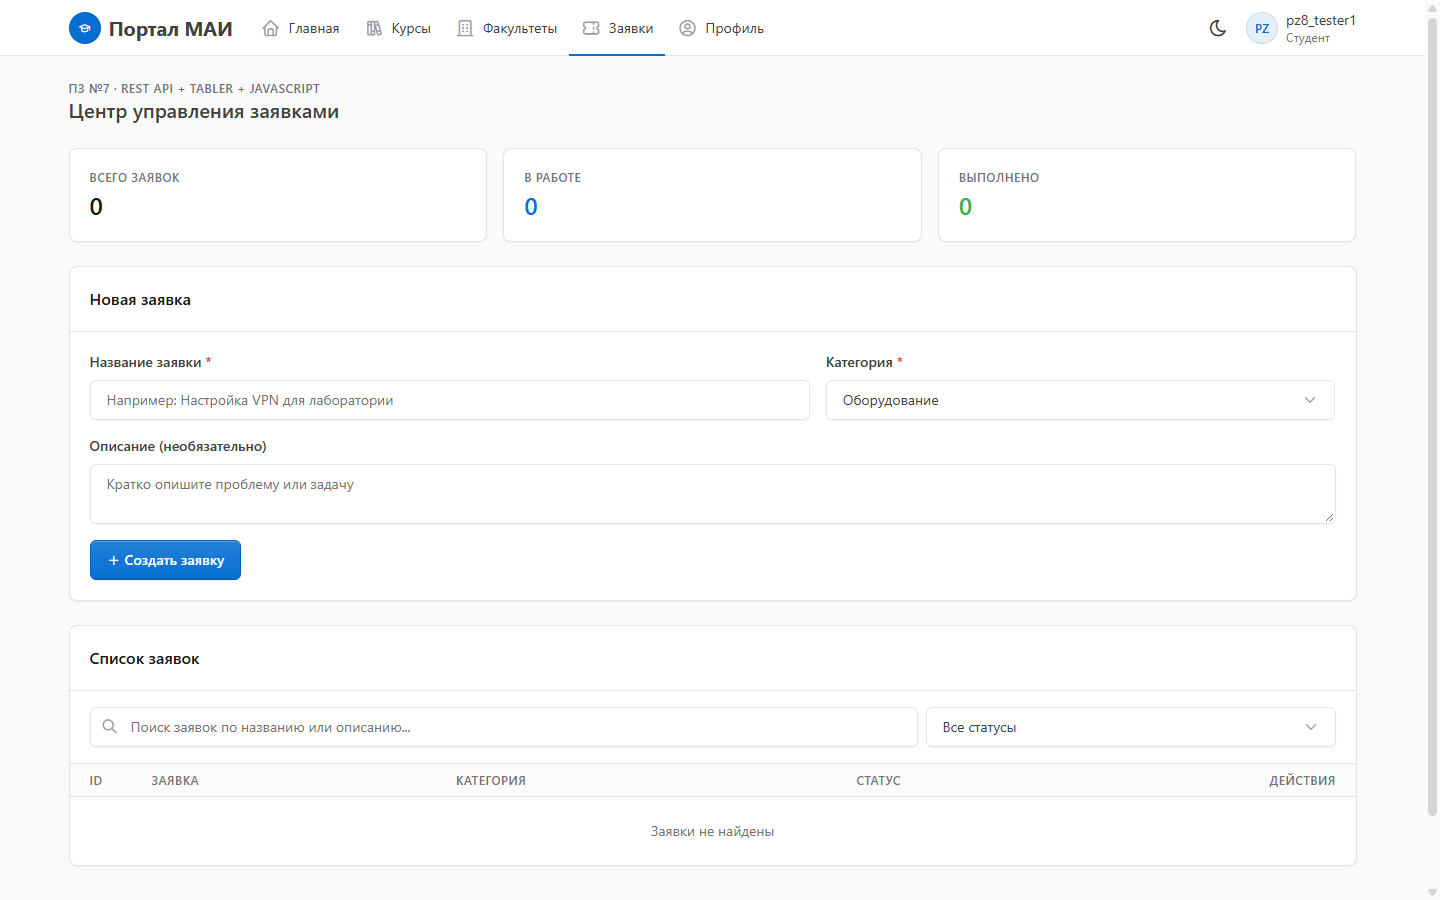 Портал МАИ
Главная
Курсы
Факультеты
Заявки
Профиль
PZ
pz8_tester1
Студент
ПЗ №7 · REST API + TABLER + JAVASCRIPT
Центр управления заявками
ВСЕГО ЗАЯВОК
0
В РАБОТЕ
0
ВЫПОЛНЕНО
0
Новая заявка
Название заявки *
Категория *
Например: Настройка VPN для лаборатории
Оборудование
Описание (необязательно)
Кратко опишите проблему или задачу
+ Создать заявку
Список заявок
Поиск заявок по названию или описанию...
Все статусы
ID ЗАЯВКА КАТЕГОРИЯ СТАТУС ДЕЙСТВИЯ
Заявки не найдены